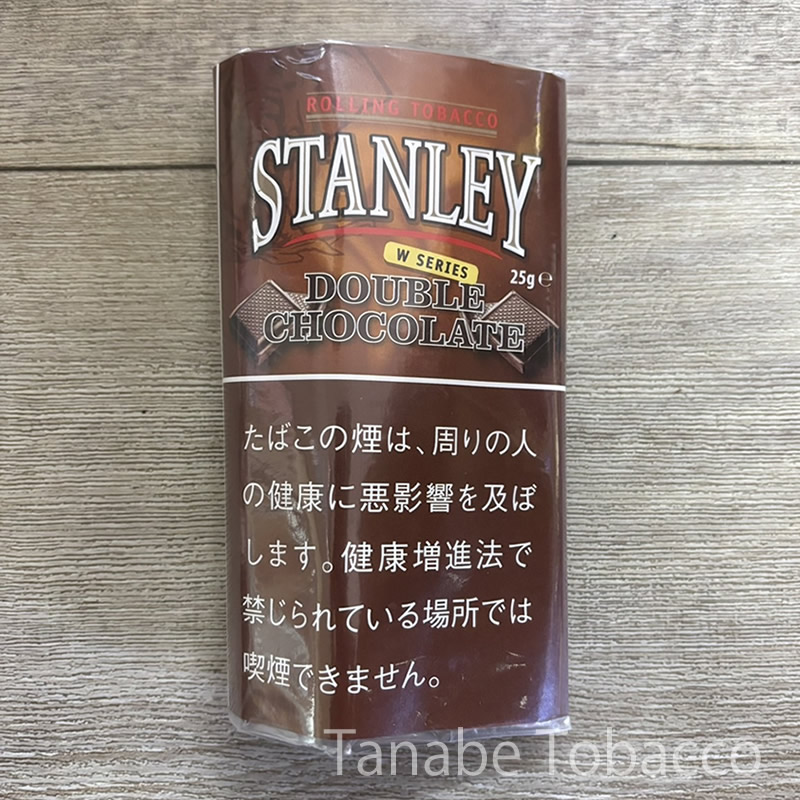 ROLLING TOBACCO
STANLEY
W SERIES
25g ℮
DOUBLE
CHOCOLATE
たばこの煙は、周りの人
の健康に悪影響を及ぼ
します。健康増進法で
禁じられている場所では
喫煙できません。
Tanabe Tobacco